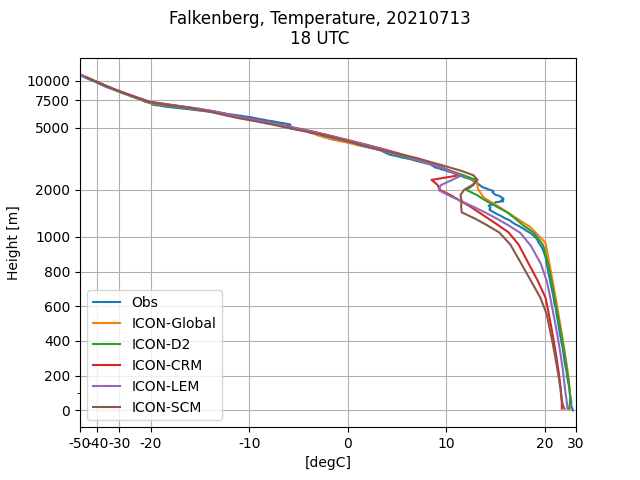 Falkenberg, Temperature, 20210713
18 UTC
10000
7500
5000
2000
1000
800
600
400
200
0
Height [m]
Obs
ICON-Global
ICON-D2
ICON-CRM
ICON-LEM
ICON-SCM
-50 -40 -30 -20 -10 0 10 20 30
[degC]